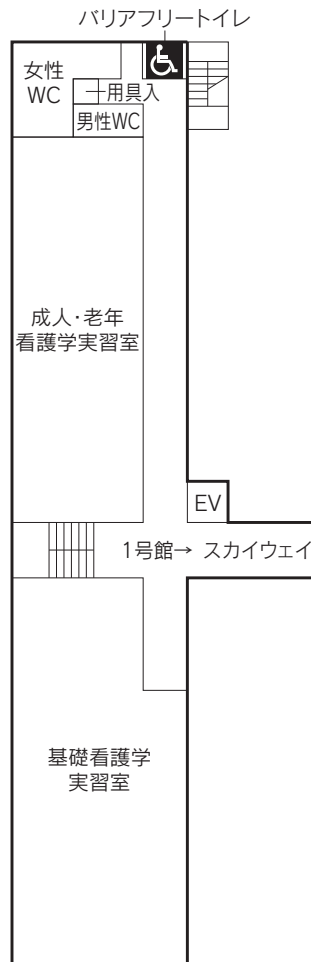 バリアフリートイレ
女性
WC
用具入
男性WC
成人・老年
看護学実習室
EV
1号館→ スカイウェイ
基礎看護学
実習室